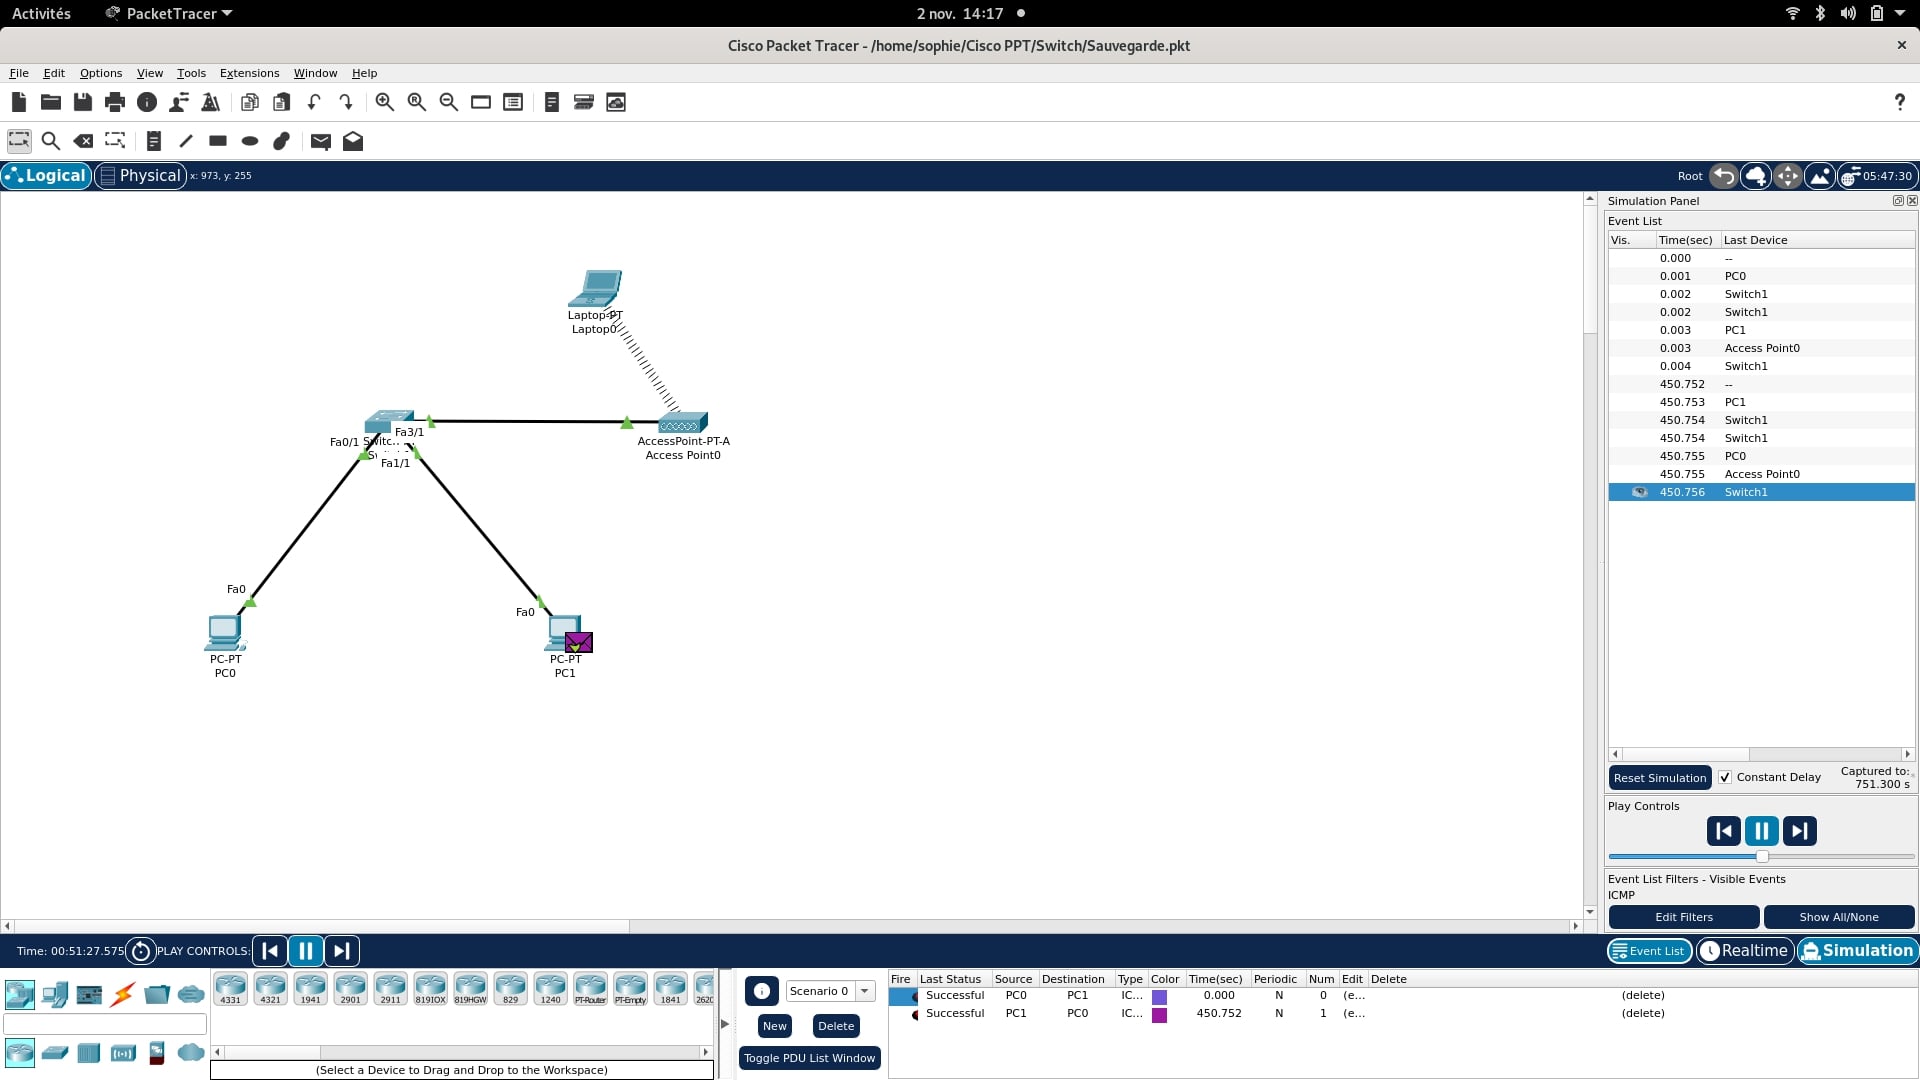 Activités PacketTracer 2 nov. 14:17
Cisco Packet Tracer - /home/sophie/Cisco PPT/Switch/Sauvegarde.pkt
File Edit Options View Tools Extensions Window Help
Logical Physical x: 973, y: 255 Root 05:47:30
Simulation Panel
Event List
Vis. Time(sec) Last Device
0.000 --
0.001 PC0
0.002 Switch1
0.002 Switch1
0.003 PC1
0.003 Access Point0
0.004 Switch1
450.752 --
450.753 PC1
450.754 Switch1
450.754 Switch1
450.755 PC0
450.755 Access Point0
450.756 Switch1
Laptop-PT
Laptop0
Fa3/1
Fa0/1
Fa1/1
AccessPoint-PT-A
Access Point0
Fa0
Fa0
PC-PT
PC0
PC-PT
PC1
Reset Simulation Constant Delay Captured to:
751.300 s
Play Controls
Event List Filters - Visible Events
ICMP
Edit Filters Show All/None
Time: 00:51:27.575 PLAY CONTROLS: Event List Realtime Simulation
4331 4321 1941 2901 2911 819IOX 819HGW 829 1240 PT-Router PT-Empty 1841 2620
(Select a Device to Drag and Drop to the Workspace)
Scenario 0
New Delete
Toggle PDU List Window
Fire Last Status Source Destination Type Color Time(sec) Periodic Num Edit Delete
Successful PC0 PC1 IC... 0.000 N 0 (e... (delete)
Successful PC1 PC0 IC... 450.752 N 1 (e... (delete)